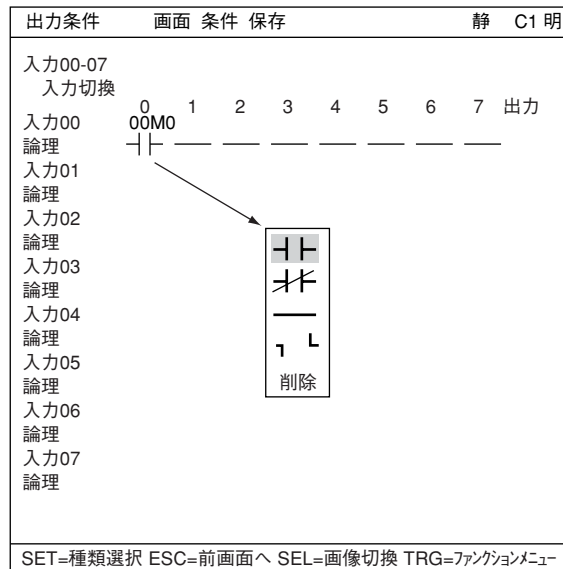 出力条件 画面 条件 保存 静 C1 明
入力00-07
入力切換
0 1 2 3 4 5 6 7 出力
入力00 00M0
論理
入力01
論理
入力02
論理
入力03
論理
入力04
論理
入力05
論理
入力06
論理
入力07
論理
削除
SET=種類選択 ESC=前画面へ SEL=画像切換 TRG=ファンクションメニュー